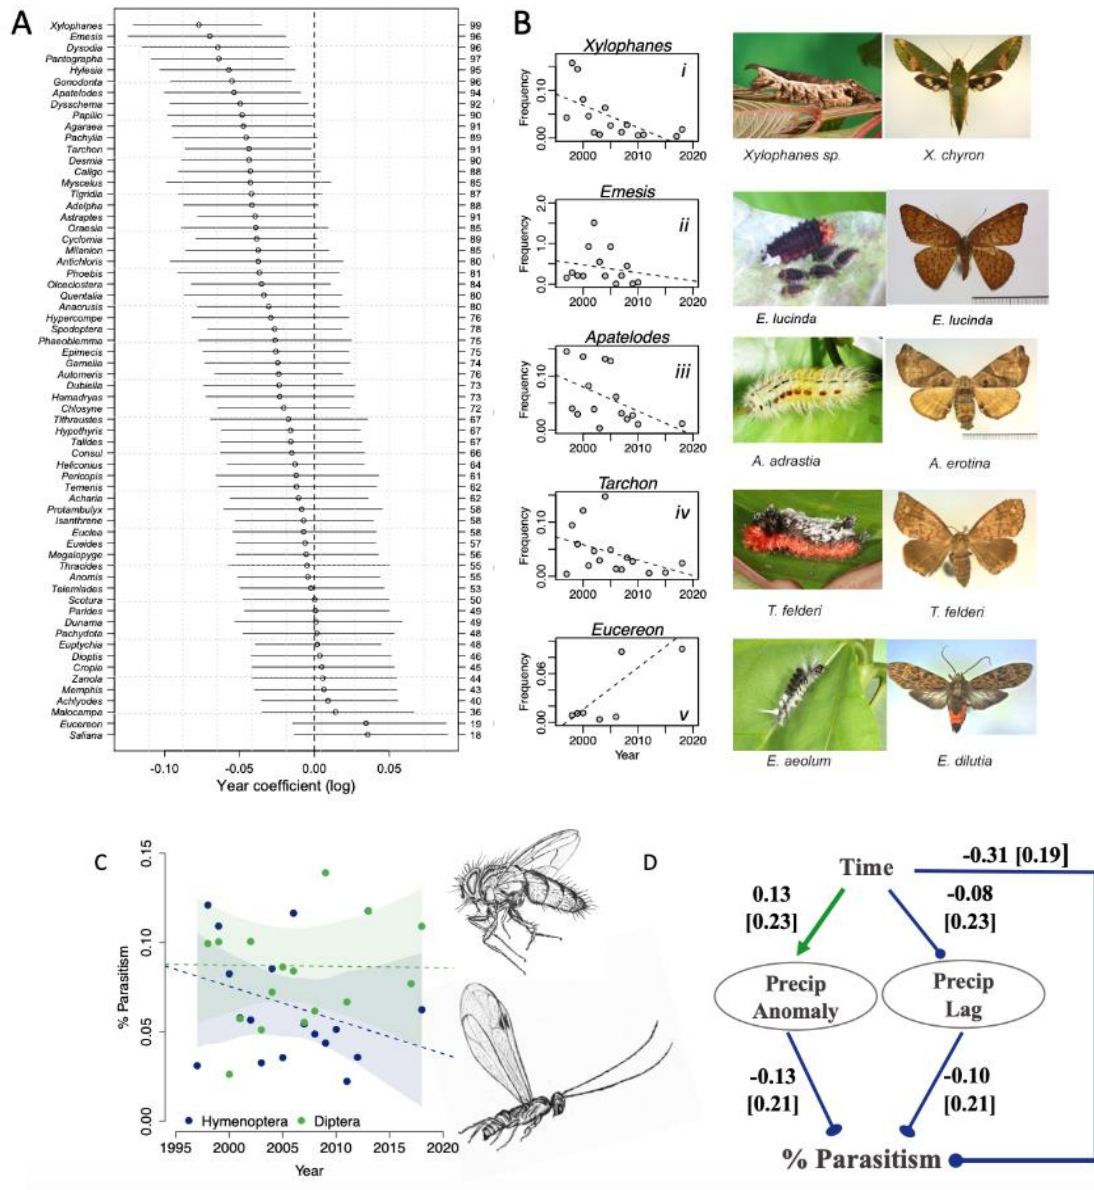 A
Xylophanes 99
Emesis 96
Dysodia 96
Pantographa 97
Hylesia 95
Gonodonta 96
Apatelodes 94
Dysschema 92
Papilio 90
Agaraea 91
Pachylia 89
Tarchon 91
Desmia 90
Caligo 88
Myscelus 85
Tigridia 87
Adelpha 88
Astraptes 91
Oraesia 85
Cyclomia 89
Milanion 85
Antichloris 80
Phoebis 81
Olceclostera 84
Quentalia 80
Anacrusis 80
Hypercompe 76
Spodoptera 78
Phaeoblemma 75
Epimecis 75
Gamelia 74
Automeris 76
Dubiella 73
Hamadryas 73
Chlosyne 72
Tithraustes 67
Hypothyris 67
Talides 67
Consul 66
Heliconius 64
Pericopis 61
Temenis 62
Acharia 62
Protambulyx 58
Isanthrene 58
Euclea 58
Eueides 57
Megalopyge 56
Thracides 55
Anomis 55
Telemiades 53
Scotura 50
Parides 49
Dunama 49
Pachydota 48
Euptychia 48
Dioptis 46
Cropia 45
Zanola 44
Memphis 43
Achlyodes 40
Malocampa 36
Eucereon 19
Saliana 18
-0.10 -0.05 0.00 0.05
Year coefficient (log)
B
Xylophanes
i
Frequency
0.00 0.10
2000 2010 2020
Xylophanes sp. X. chyron
Emesis
ii
Frequency
0.0 1.0 2.0
2000 2010 2020
E. lucinda E. lucinda
Apatelodes
iii
Frequency
0.00 0.10
2000 2010 2020
A. adrastia A. erotina
Tarchon
iv
Frequency
0.00 0.10
2000 2010 2020
T. felderi T. felderi
Eucereon
v
Frequency
0.00 0.06
2000 2010 2020
Year
E. aeolum E. dilutia
C
% Parasitism
0.00 0.05 0.10 0.15
Hymenoptera Diptera
1995 2000 2005 2010 2015 2020
Year
D
Time
-0.31 [0.19]
0.13
[0.23]
-0.08
[0.23]
Precip
Anomaly
Precip
Lag
-0.13
[0.21]
-0.10
[0.21]
% Parasitism